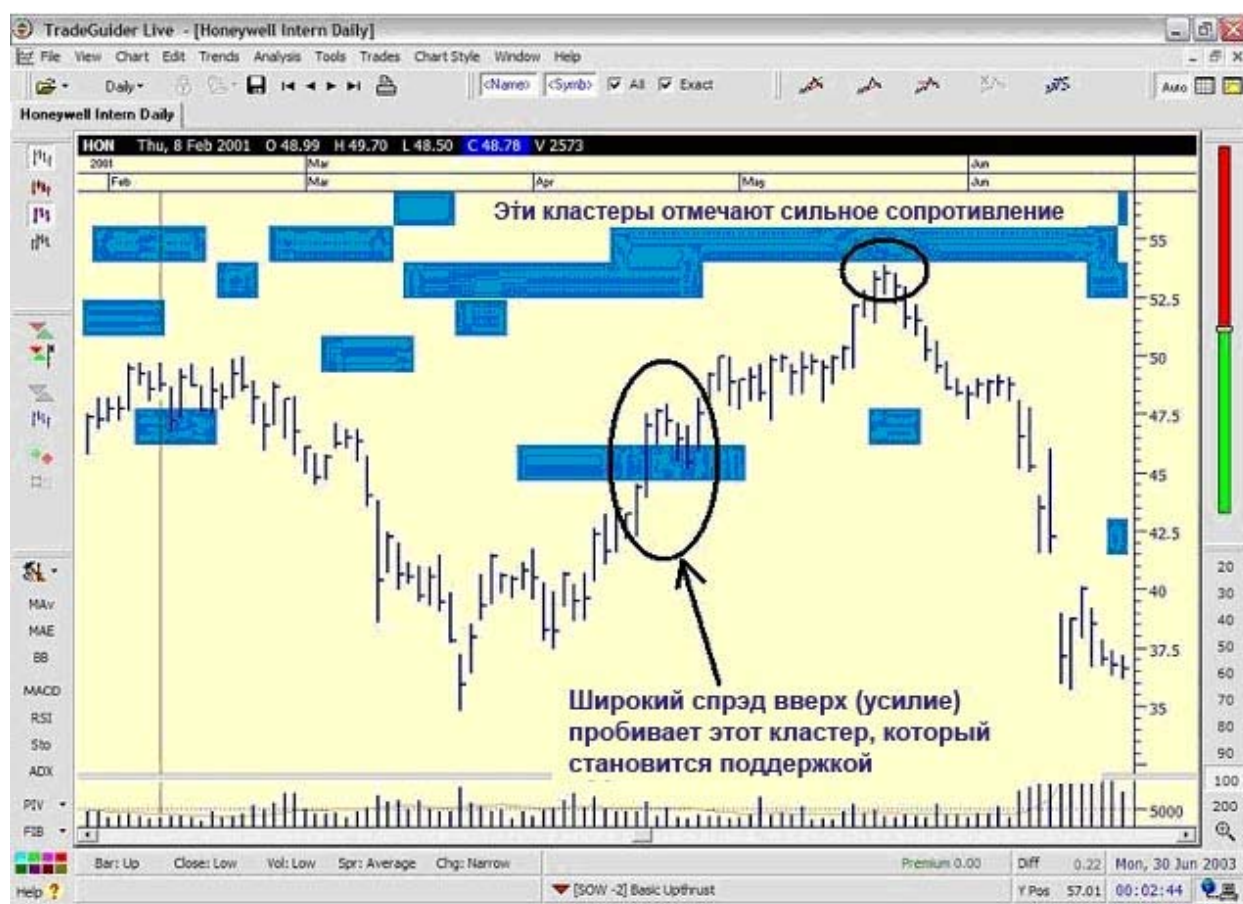 TradeGuider Live - [Honeywell Intern Daily]
File View Chart Edit Trends Analysis Tools Trades Chart Style Window Help
Daily <Name> <Symb> All Exact Auto
Honeywell Intern Daily
HON Thu, 8 Feb 2001 O 48.99 H 49.70 L 48.50 C 48.78 V 2573
2001 Mar Jun
Feb Mar Apr May Jun
Эти кластеры отмечают сильное сопротивление
55
52.5
50
47.5
45
42.5
40
37.5
35
5000
Широкий спрэд вверх (усилие)
пробивает этот кластер, который
становится поддержкой
MAv
MAE
BB
MACD
RSI
Sto
ADX
PIV
FIB
20
30
40
50
60
70
80
90
100
200
Bar: Up Close: Low Vol: Low Spr: Average Chg: Narrow Premium 0.00 Diff 0.22 Mon, 30 Jun 2003
Help ? [SOW -2] Basic Upthrust Y Pos 57.01 00:02:44